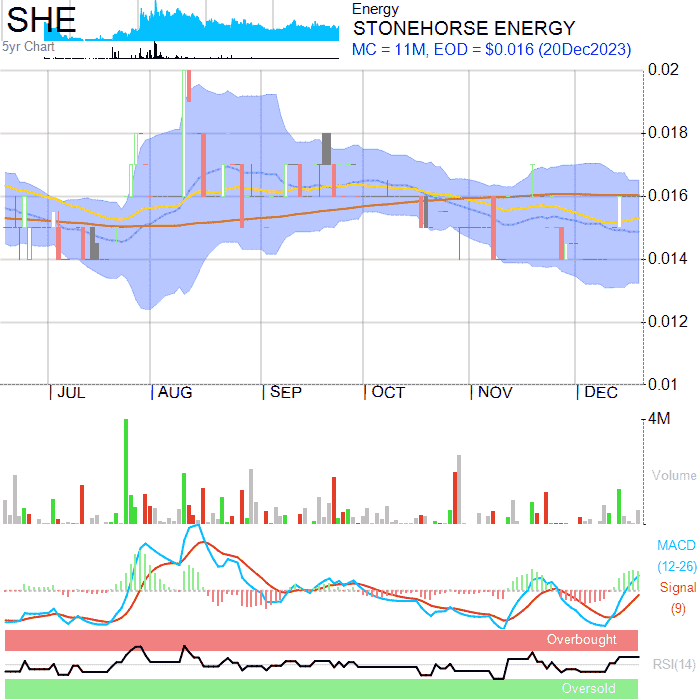 SHE
5yr Chart
Energy
STONEHORSE ENERGY
MC = 11M, EOD = $0.016 (20Dec2023)
0.02
0.018
0.016
0.014
0.012
0.01
JUL AUG SEP OCT NOV DEC
4M
Volume
MACD
(12-26)
Signal
(9)
Overbought
RSI(14)
Oversold